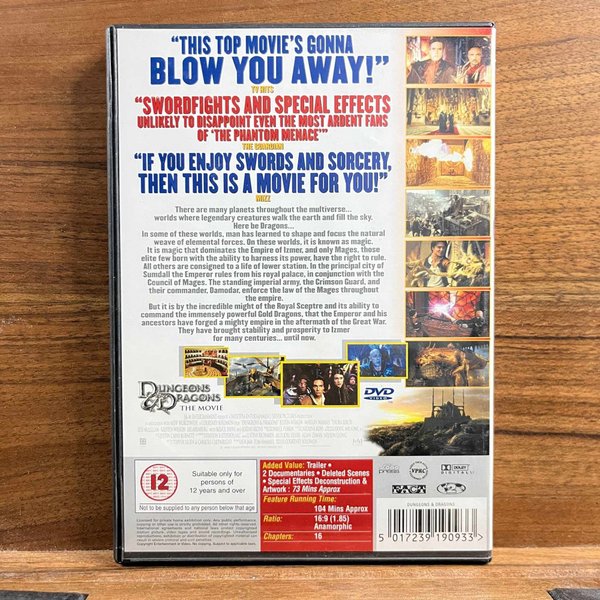 “THIS TOP MOVIE'S GONNA
BLOW YOU AWAY!”
TV HITS
“SWORDFIGHTS AND SPECIAL EFFECTS
UNLIKELY TO DISAPPOINT EVEN THE MOST ARDENT FANS
OF ‘THE PHANTOM MENACE’”
THE GUARDIAN
“IF YOU ENJOY SWORDS AND SORCERY,
THEN THIS IS A MOVIE FOR YOU!”
MIZZ
There are many planets throughout the multiverse...
worlds where legendary creatures walk the earth and fill the sky.
Here be Dragons...
In some of these worlds, man has learned to shape and focus the natural
weave of elemental forces. On these worlds, it is known as magic.
It is magic that dominates the Empire of Izmer, and only Mages, those
elite few born with the ability to harness its power, have the right to rule.
All others are consigned to a life of lower station. In the principal city of
Sumdall the Emperor rules from his royal palace, in conjunction with the
Council of Mages. The standing imperial army, the Crimson Guard, and
their commander, Damodar, enforce the law of the Mages throughout
the empire.
But it is by the incredible might of the Royal Sceptre and its ability to
command the immensely powerful Gold Dragons, that the Emperor and his
ancestors have forged a mighty empire in the aftermath of the Great War.
They have brought stability and prosperity to Izmer
for many centuries... until now.
DUNGEONS
& DRAGONS
THE MOVIE
DVD
VIDEO
12
Suitable only for
persons of
12 years and over
Not to be supplied to any person below that age
Added Value: Trailer •
2 Documentaries • Deleted Scenes
• Special Effects Deconstruction &
Artwork : 73 Mins Approx
Feature Running Time:
104 Mins Approx
Ratio: 16:9 (1.85)
Anamorphic
Chapters: 16
VPRC
DOLBY
DIGITAL
FACT
DUNGEONS & DRAGONS
5 017239 190933 >